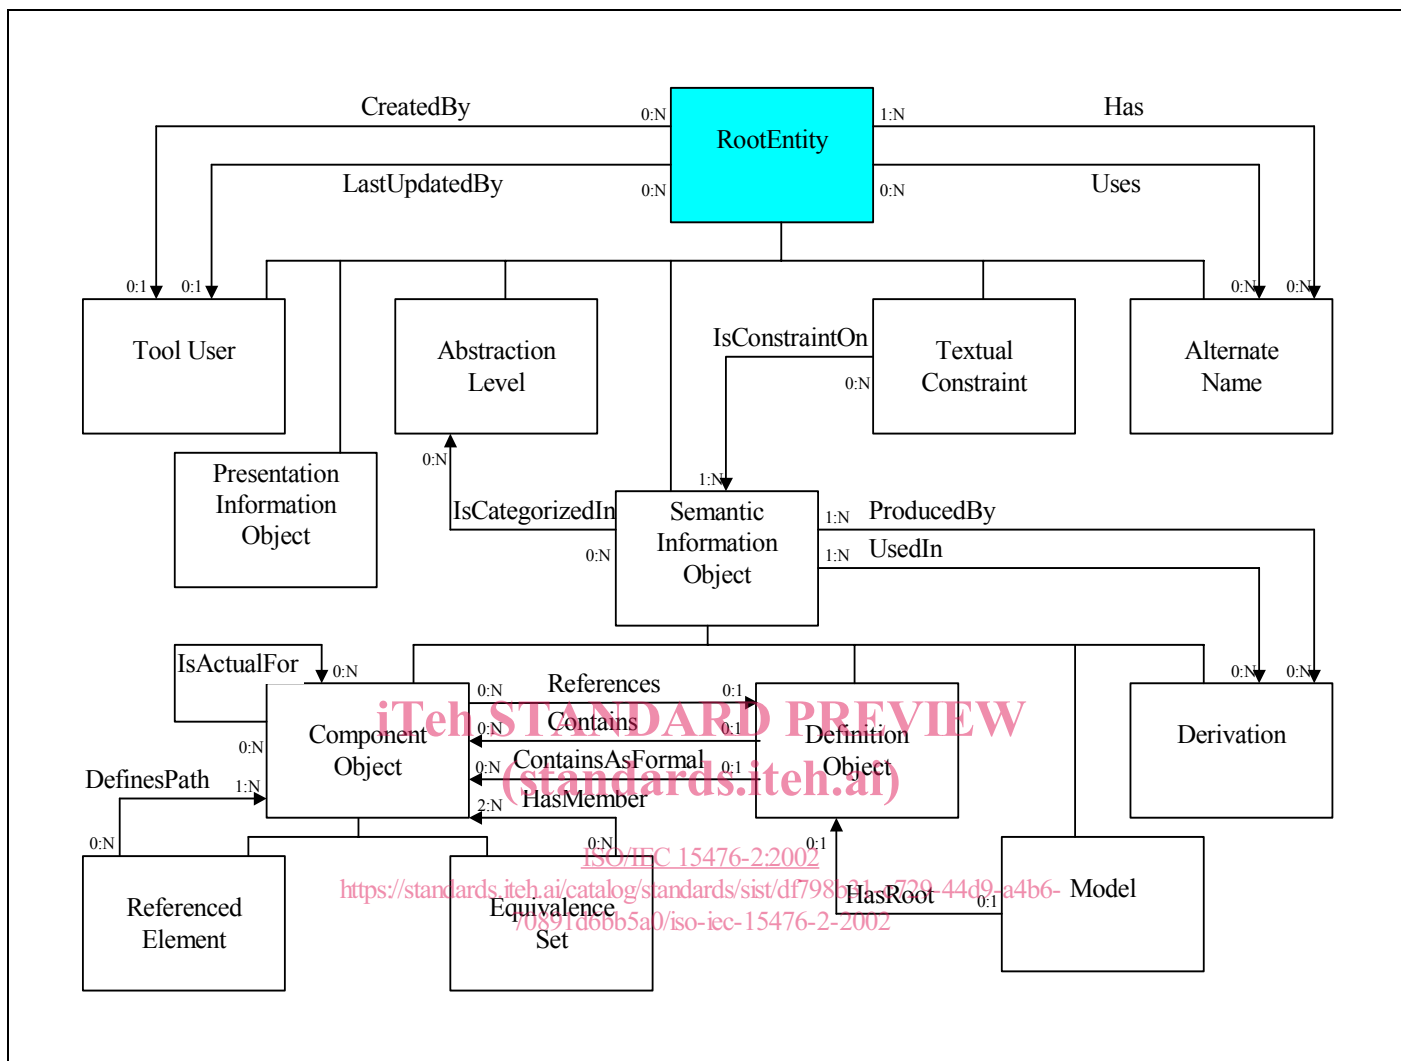 CreatedBy
0:N
1:N
Has
RootEntity
LastUpdatedBy
0:N
0:N
Uses
0:1
0:1
0:N
0:N
Tool User
Abstraction
Level
IsConstraintOn
0:N
Textual
Constraint
Alternate
Name
Presentation
Information
Object
0:N
IsCategorizedIn
0:N
1:N
Semantic
Information
Object
1:N
ProducedBy
1:N
UsedIn
IsActualFor
0:N
0:N
References
0:1
0:N
0:N
iTeh STANDARD PREVIEW
(standards.iteh.ai)
Component
Object
0:N
0:N
Contains
0:1
0:N
ContainsAsFormal
0:1
Definition
Object
Derivation
DefinesPath
1:N
2:N
HasMember
0:N
0:N
0:1
ISO/IEC 15476-2:2002
https://standards.iteh.ai/catalog/standards/sist/df798b31-c729-44d9-a4b6-
70891d6bb5a0/iso-iec-15476-2-2002
Referenced
Element
Equivalence
Set
HasRoot
0:1
Model